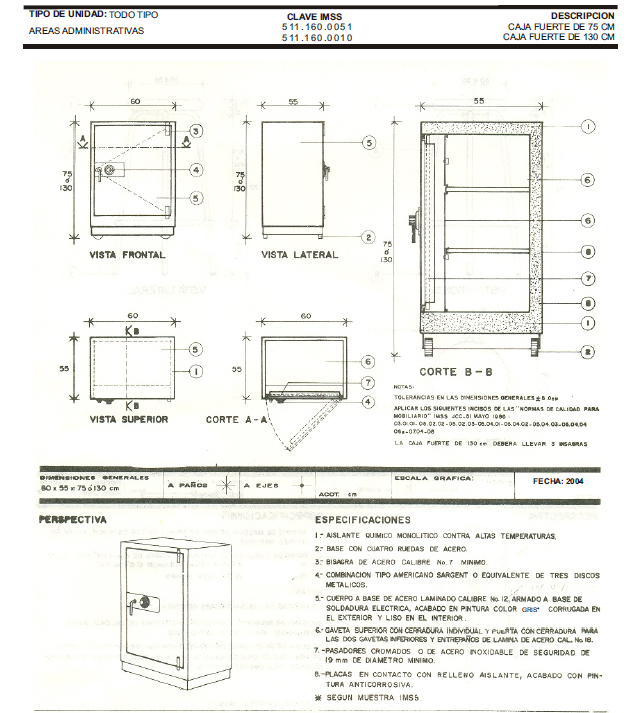 TIPO DE UNIDAD: TODO TIPO
AREAS ADMINISTRATIVAS
CLAVE IMSS
511.160.0051
511.160.0010
DESCRIPCION
CAJA FUERTE DE 75 CM
CAJA FUERTE DE 130 CM
60
A A
3
4
5
75
ó
130
VISTA FRONTAL
55
5
75
ó
130
2
VISTA LATERAL
55
1
6
6
8
7
8
1
2
75
ó
130
CORTE B-B
60
B
5
1
55
B
VISTA SUPERIOR
60
6
7
4
55
CORTE A-A
NOTAS:
TOLERANCIAS EN LAS DIMENSIONES GENERALES
APLICAR LOS SIGUIENTES INCISOS DE LAS "NORMAS DE CALIDAD PARA
MOBILIARIO" IMSS JCC-31 MAYO 1986:
LA CAJA FUERTE DE 130 cm DEBERA LLEVAR 3 BISAGRAS
DIMENSIONES GENERALES
60 x 55 x 75 ó 130 cm
A PAÑOS
A EJES
ACOT. cm
ESCALA GRAFICA:
FECHA: 2004
PERSPECTIVA
ESPECIFICACIONES
1.- AISLANTE QUIMICO MONOLITICO CONTRA ALTAS TEMPERATURAS.
2.- BASE CON CUATRO RUEDAS DE ACERO.
3.- BISAGRA DE ACERO CALIBRE No. 7 MINIMO.
4.- COMBINACION TIPO AMERICANO SARGENT O EQUIVALENTE DE TRES DISCOS
METALICOS.
5.- CUERPO A BASE DE ACERO LAMINADO CALIBRE No. 12, ARMADO A BASE DE
SOLDADURA ELECTRICA, ACABADO EN PINTURA COLOR GRIS* CORRUGADA EN
EL EXTERIOR Y LISO EN EL INTERIOR.
6.- GAVETA SUPERIOR CON CERRADURA INDIVIDUAL Y PUERTA CON CERRADURA PARA
LAS DOS GAVETAS INFERIORES Y ENTREPAÑOS DE LAMINA DE ACERO CAL. No. 18.
7.- PASADORES CROMADOS O DE ACERO INOXIDABLE DE SEGURIDAD DE
19 mm DE DIAMETRO MINIMO.
8.- PLACAS EN CONTACTO CON RELLENO AISLANTE, ACABADO CON PIN-
TURA ANTICORROSIVA.
* SEGUN MUESTRA IMSS